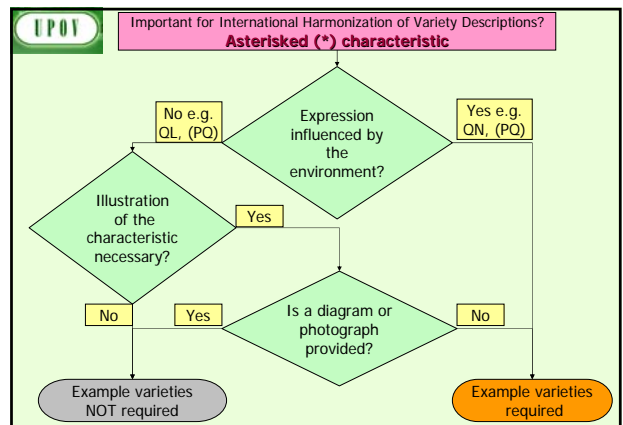 UPOV
Important for International Harmonization of Variety Descriptions?
Asterisked (*) characteristic
No e.g.
QL, (PQ)
Expression
influenced by
the
environment?
Yes e.g.
QN, (PQ)
Illustration
of the
characteristic
necessary?
Yes
No
Yes
Is a diagram or
photograph
provided?
No
Example varieties
NOT required
Example varieties
required